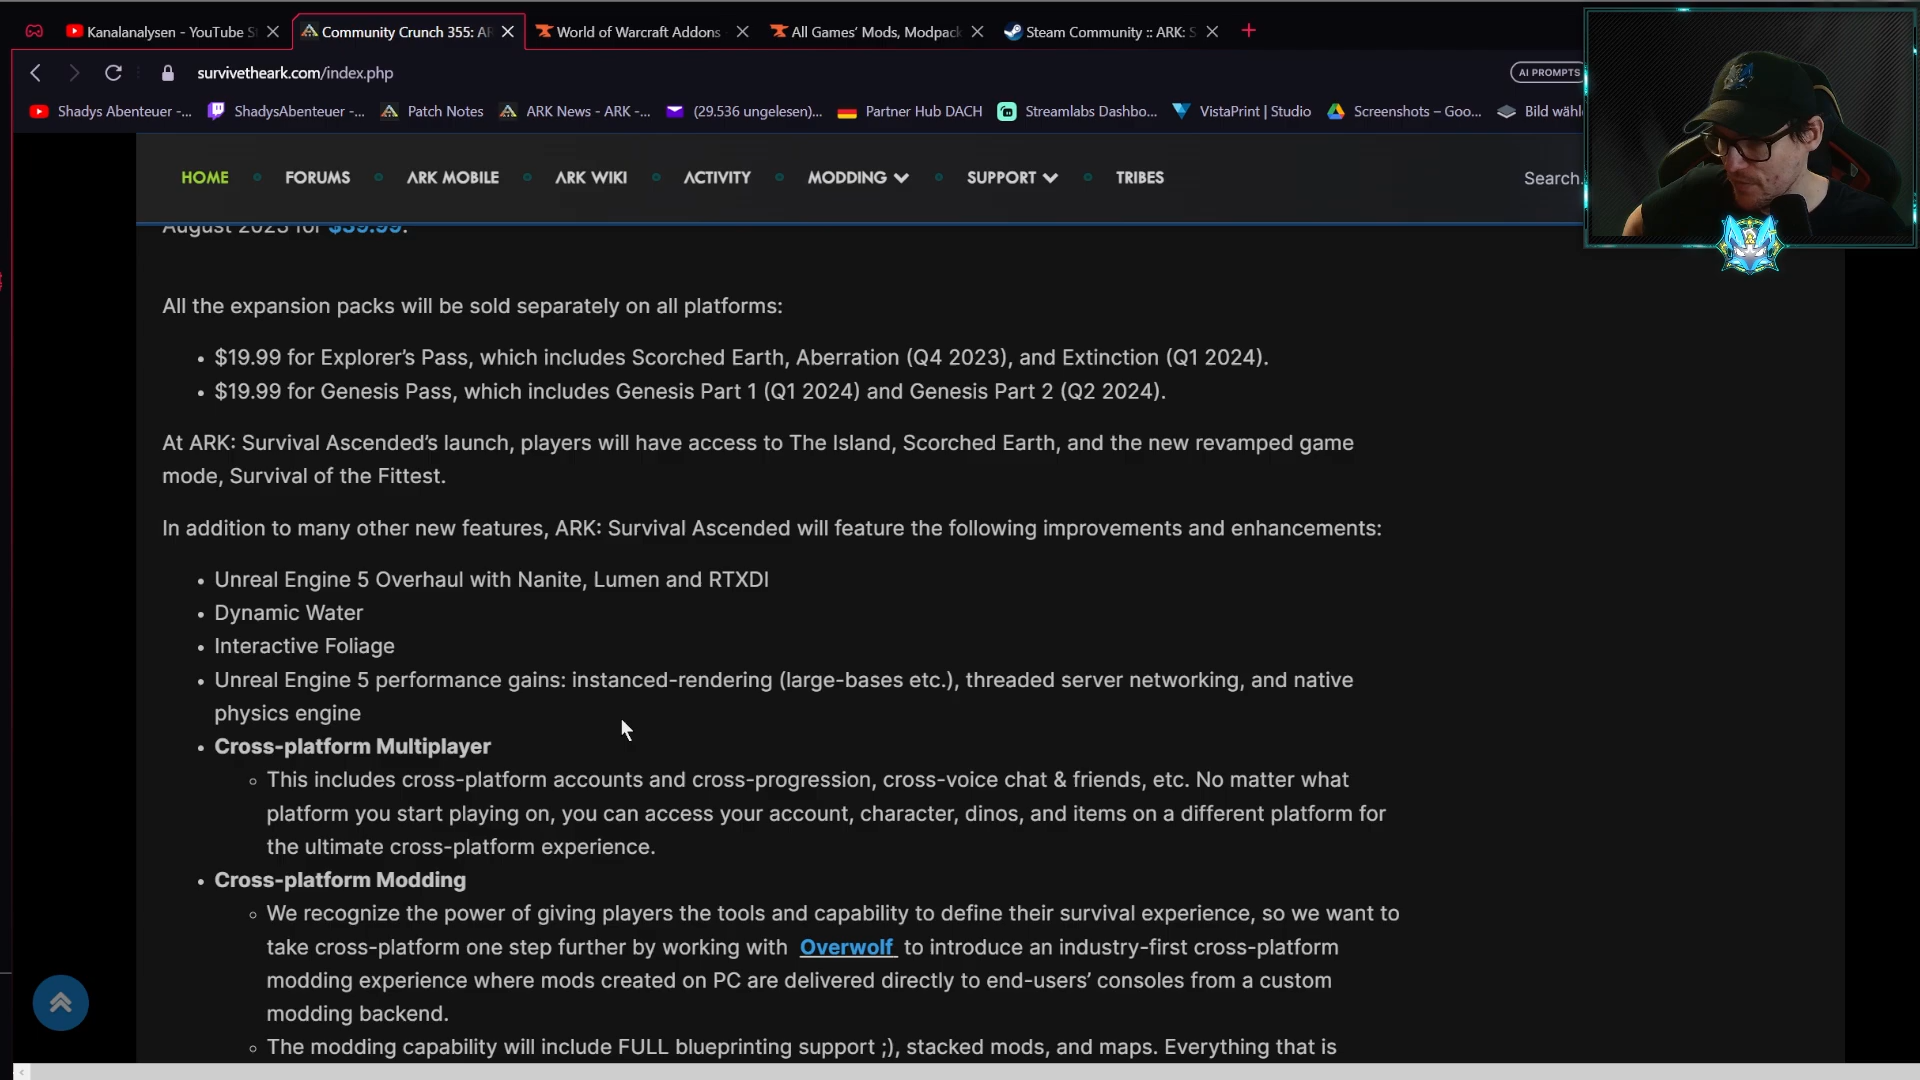 Kanalanalysen - YouTube S
Community Crunch 355: AR
World of Warcraft Addons
All Games' Mods, Modpack
Steam Community :: ARK: S
survivetheark.com/index.php
AI PROMPTS
Shadys Abenteuer -...
ShadysAbenteuer -...
Patch Notes
ARK News - ARK -...
(29.536 ungelesen)...
Partner Hub DACH
Streamlabs Dashbo...
VistaPrint | Studio
Screenshots – Goo...
Bild wähl
HOME
FORUMS
ARK MOBILE
ARK WIKI
ACTIVITY
MODDING
SUPPORT
TRIBES
Search.
August 2023 for $39.99.
All the expansion packs will be sold separately on all platforms:
• $19.99 for Explorer’s Pass, which includes Scorched Earth, Aberration (Q4 2023), and Extinction (Q1 2024).
• $19.99 for Genesis Pass, which includes Genesis Part 1 (Q1 2024) and Genesis Part 2 (Q2 2024).
At ARK: Survival Ascended’s launch, players will have access to The Island, Scorched Earth, and the new revamped game
mode, Survival of the Fittest.
In addition to many other new features, ARK: Survival Ascended will feature the following improvements and enhancements:
• Unreal Engine 5 Overhaul with Nanite, Lumen and RTXDI
• Dynamic Water
• Interactive Foliage
• Unreal Engine 5 performance gains: instanced-rendering (large-bases etc.), threaded server networking, and native
physics engine
• Cross-platform Multiplayer
◦ This includes cross-platform accounts and cross-progression, cross-voice chat & friends, etc. No matter what
platform you start playing on, you can access your account, character, dinos, and items on a different platform for
the ultimate cross-platform experience.
• Cross-platform Modding
◦ We recognize the power of giving players the tools and capability to define their survival experience, so we want to
take cross-platform one step further by working with Overwolf to introduce an industry-first cross-platform
modding experience where mods created on PC are delivered directly to end-users’ consoles from a custom
modding backend.
◦ The modding capability will include FULL blueprinting support ;), stacked mods, and maps. Everything that is